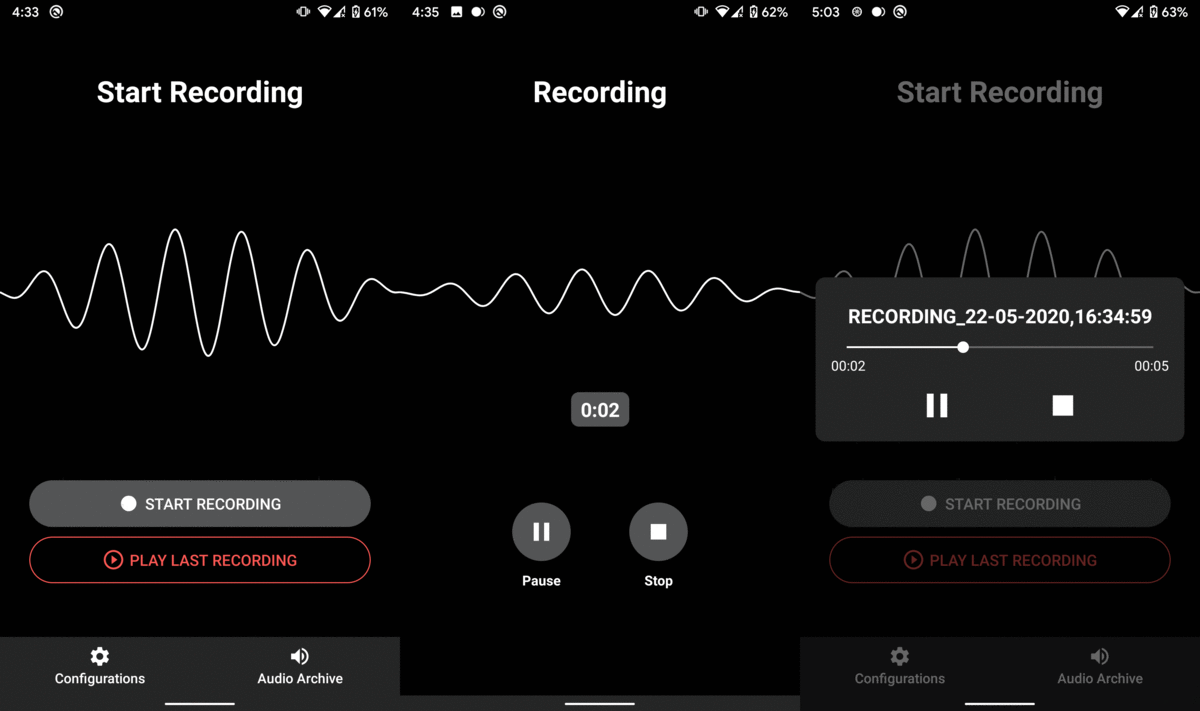 4:33
61%
Start Recording
START RECORDING
PLAY LAST RECORDING
Configurations
Audio Archive
4:35
62%
Recording
0:02
Pause
Stop
5:03
63%
Start Recording
RECORDING_22-05-2020,16:34:59
00:02
00:05
START RECORDING
PLAY LAST RECORDING
Configurations
Audio Archive